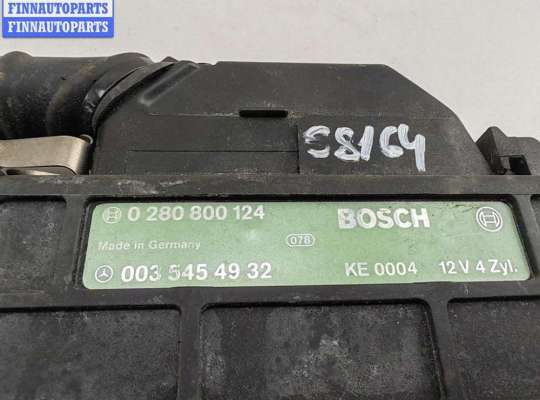 FINNAUTOPARTS
FINNAUTOPARTS
58164
0 280 800 124 BOSCH
Made in Germany 078
003 545 49 32 KE 0004 12 V 4 Zyl.